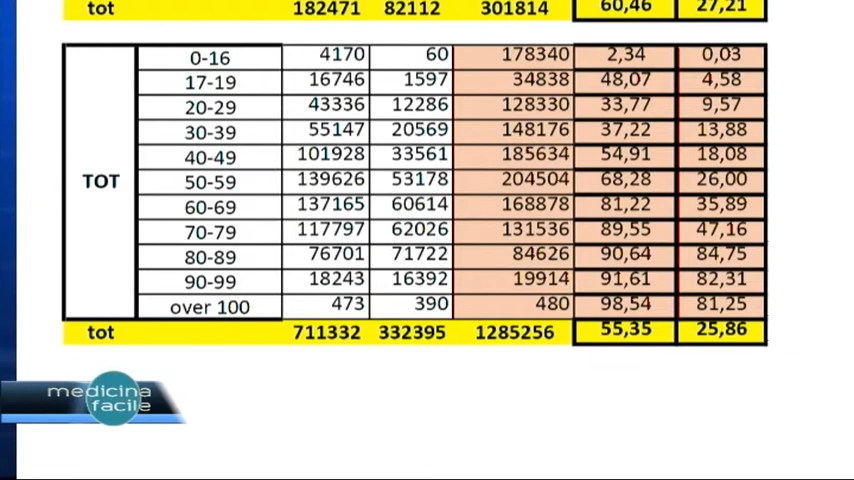 tot 182471 82112 301814 60,46 27,21
0-16 4170 60 178340 2,34 0,03
17-19 16746 1597 34838 48,07 4,58
20-29 43336 12286 128330 33,77 9,57
30-39 55147 20569 148176 37,22 13,88
40-49 101928 33561 185634 54,91 18,08
TOT 50-59 139626 53178 204504 68,28 26,00
60-69 137165 60614 168878 81,22 35,89
70-79 117797 62026 131536 89,55 47,16
80-89 76701 71722 84626 90,64 84,75
90-99 18243 16392 19914 91,61 82,31
over 100 473 390 480 98,54 81,25
tot 711332 332395 1285256 55,35 25,86
medicina
facile